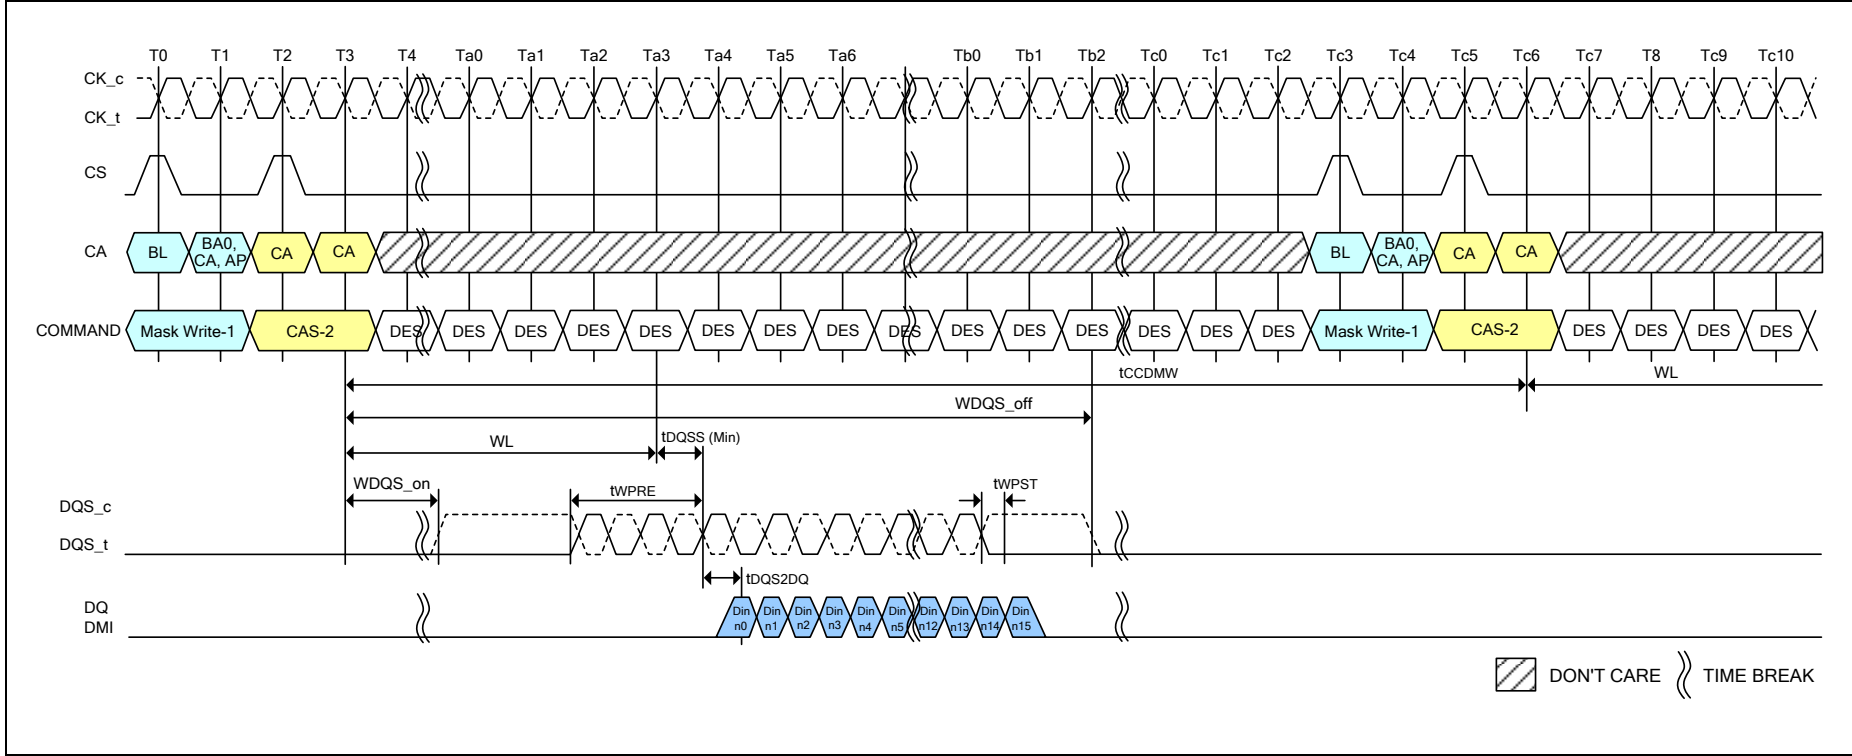 T0 T1 T2 T3 T4 Ta0 Ta1 Ta2 Ta3 Ta4 Ta5 Ta6 Tb0 Tb1 Tb2 Tc0 Tc1 Tc2 Tc3 Tc4 Tc5 Tc6 Tc7 T8 Tc9 Tc10
CK_c
CK_t
CS
CA BL BA0, CA, AP CA CA BL BA0, CA, AP CA CA
COMMAND Mask Write-1 CAS-2 DES DES DES DES DES DES DES DES DES DES DES DES DES DES DES Mask Write-1 CAS-2 DES DES DES DES
tCCDMW WL
WDQS_off
WL tDQSS (Min)
WDQS_on tWPRE tWPST
DQS_c
DQS_t
tDQS2DQ
DQ Din Din Din Din Din Din Din Din Din Din
DMI n0 n1 n2 n3 n4 n5 n12 n13 n14 n15
DON'T CARE TIME BREAK